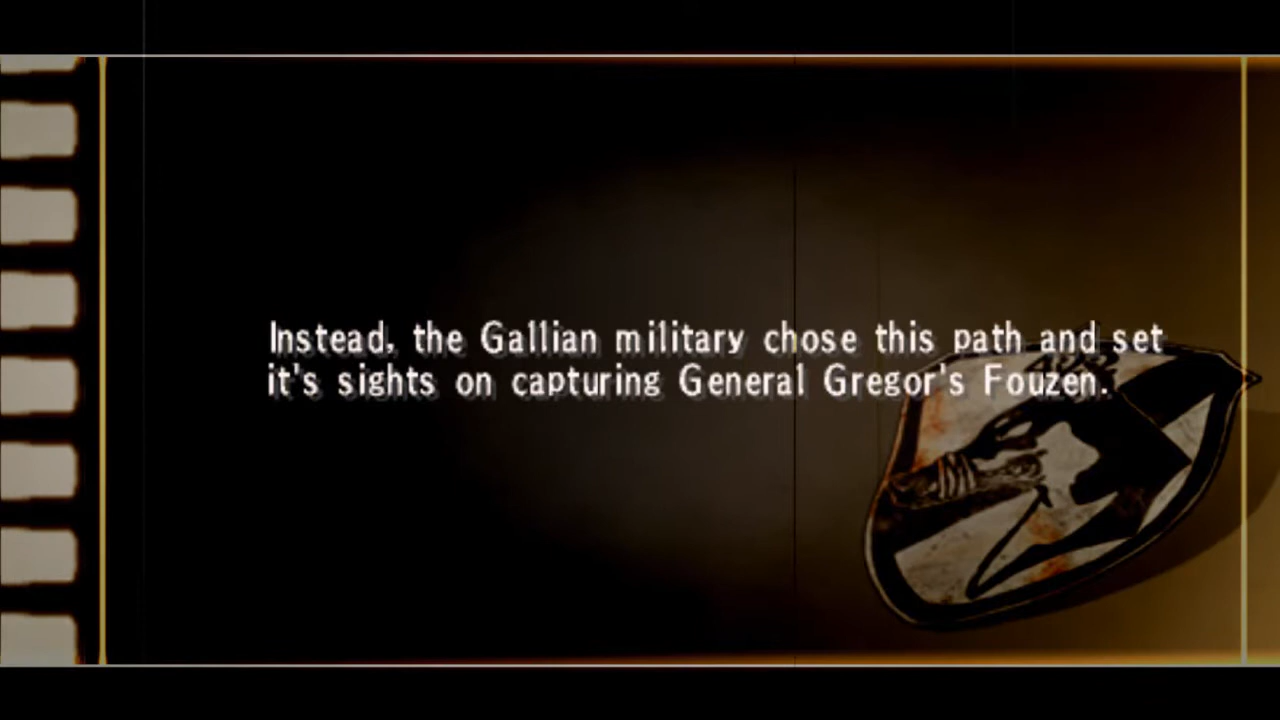 Instead, the Gallian military chose this path and set
it's sights on capturing General Gregor's Fouzen.